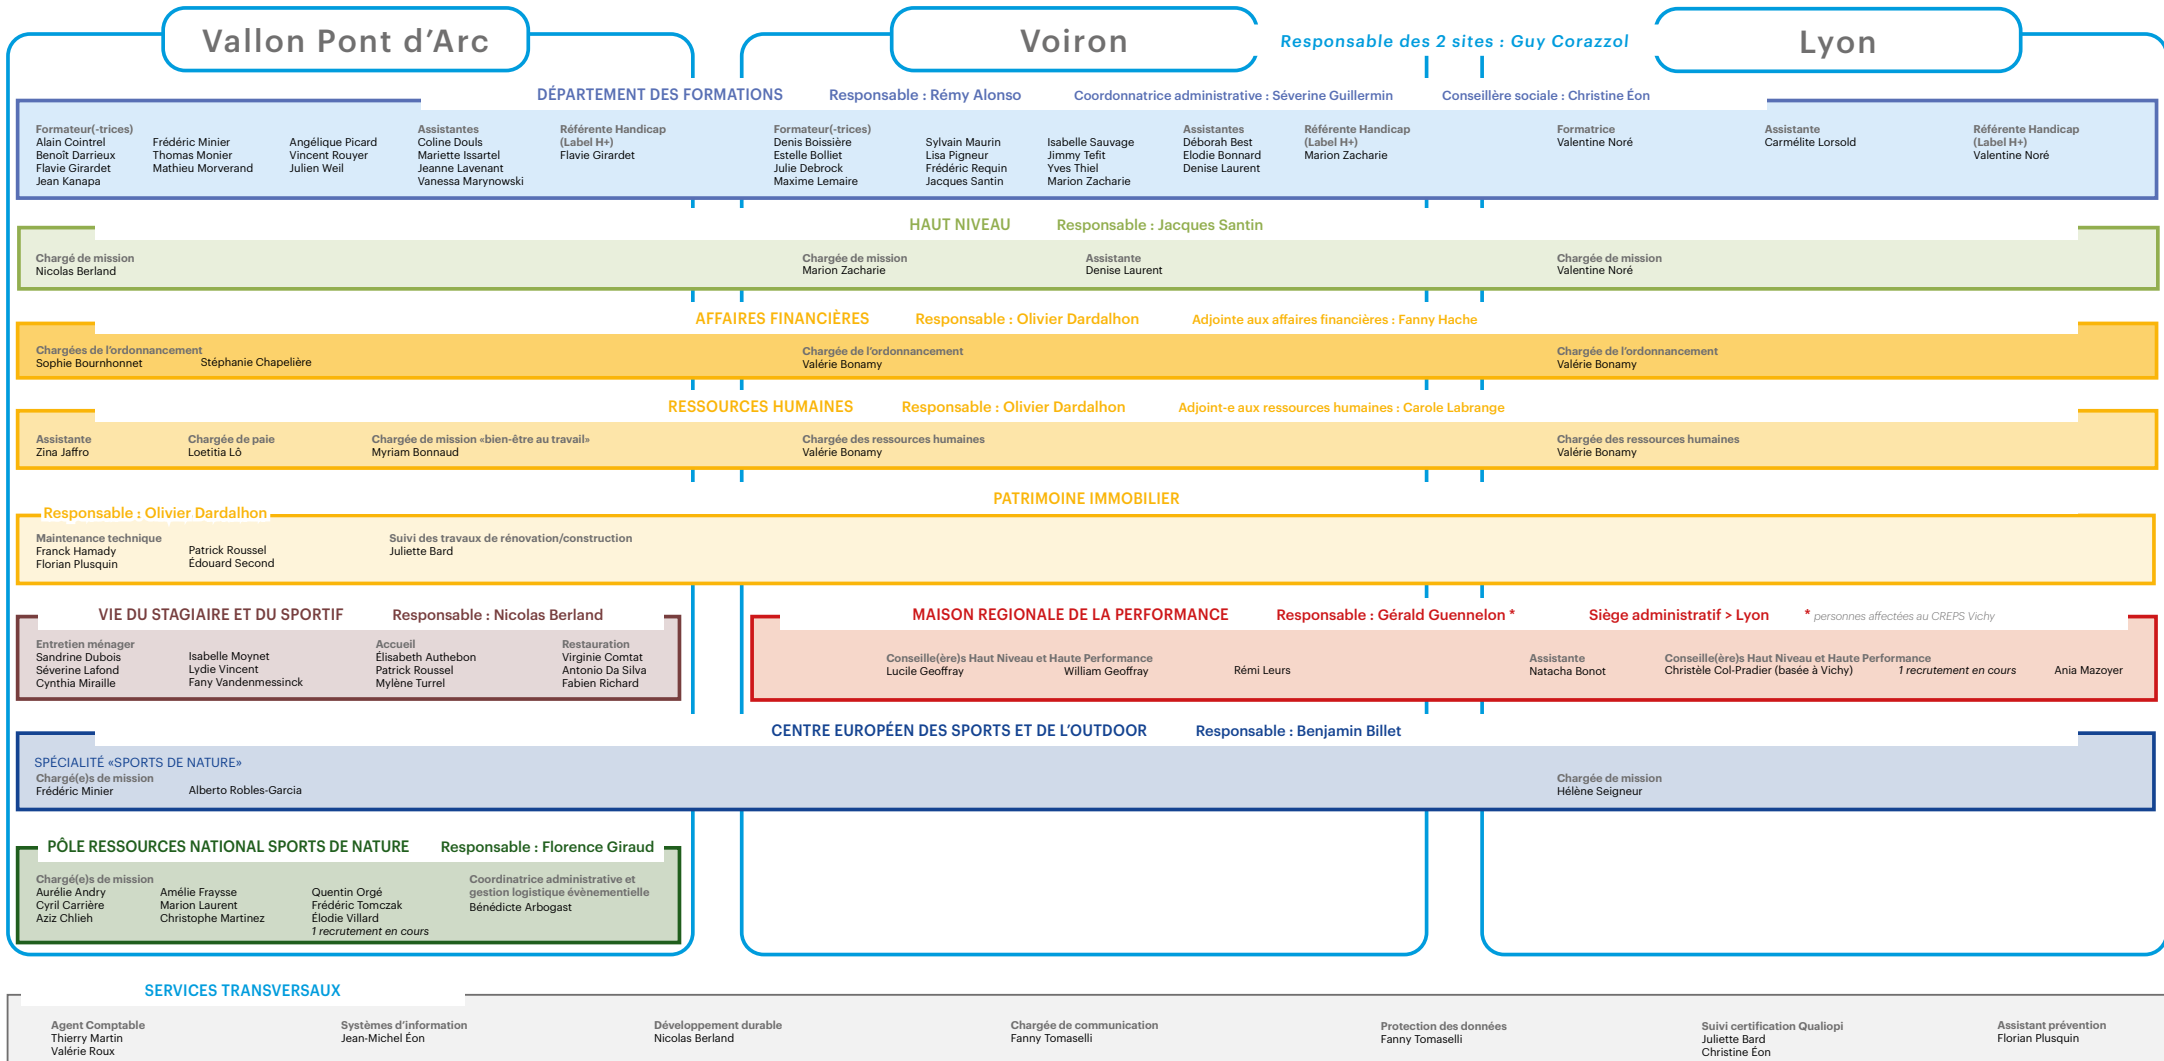 Vallon Pont d'Arc
Voiron
Responsable des 2 sites : Guy Corazzol
Lyon
DÉPARTEMENT DES FORMATIONS Responsable : Rémy Alonso Coordonnatrice administrative : Séverine Guillermin Conseillère sociale : Christine Éon
Formateur(-trices)
Alain Cointrel
Benoît Darrieux
Flavie Girardet
Jean Kanapa
Frédéric Minier
Thomas Monier
Mathieu Morverand
Angélique Picard
Vincent Rouyer
Julien Weil
Assistantes
Coline Douls
Mariette Issartel
Jeanne Lavenant
Vanessa Marynowski
Référente Handicap
(Label H+)
Flavie Girardet
Formateur(-trices)
Denis Boissière
Estelle Bolliet
Julie Debrock
Maxime Lemaire
Sylvain Maurin
Lisa Pigneur
Frédéric Requin
Jacques Santin
Isabelle Sauvage
Jimmy Tefit
Yves Thiel
Marion Zacharie
Assistantes
Déborah Best
Elodie Bonnard
Denise Laurent
Référente Handicap
(Label H+)
Marion Zacharie
Formatrice
Valentine Noré
Assistante
Carmélite Lorsold
Référente Handicap
(Label H+)
Valentine Noré
HAUT NIVEAU Responsable : Jacques Santin
Chargé de mission
Nicolas Berland
Chargée de mission
Marion Zacharie
Assistante
Denise Laurent
Chargée de mission
Valentine Noré
AFFAIRES FINANCIÈRES Responsable : Olivier Dardalhon Adjointe aux affaires financières : Fanny Hache
Chargées de l'ordonnancement
Sophie Bournhonnet Stéphanie Chapelière
Chargée de l'ordonnancement
Valérie Bonamy
Chargée de l'ordonnancement
Valérie Bonamy
RESSOURCES HUMAINES Responsable : Olivier Dardalhon Adjoint-e aux ressources humaines : Carole Labrange
Assistante
Zina Jaffro
Chargée de paie
Loetitia Lô
Chargée de mission «bien-être au travail»
Myriam Bonnaud
Chargée des ressources humaines
Valérie Bonamy
Chargée des ressources humaines
Valérie Bonamy
PATRIMOINE IMMOBILIER
Responsable : Olivier Dardalhon
Maintenance technique
Franck Hamady
Florian Plusquin
Patrick Roussel
Édouard Second
Suivi des travaux de rénovation/construction
Juliette Bard
VIE DU STAGIAIRE ET DU SPORTIF Responsable : Nicolas Berland
Entretien ménager
Sandrine Dubois
Séverine Lafond
Cynthia Miraille
Isabelle Moynet
Lydie Vincent
Fany Vandenmessinck
Accueil
Élisabeth Authebon
Patrick Roussel
Mylène Turrel
Restauration
Virginie Comtat
Antonio Da Silva
Fabien Richard
MAISON REGIONALE DE LA PERFORMANCE Responsable : Gérald Guennelon * Siège administratif > Lyon * personnes affectées au CREPS Vichy
Conseille(ère)s Haut Niveau et Haute Performance
Lucile Geoffray William Geoffray Rémi Leurs
Assistante
Natacha Bonot
Conseille(ère)s Haut Niveau et Haute Performance
Christèle Col-Pradier (basée à Vichy) 1 recrutement en cours Ania Mazoyer
CENTRE EUROPÉEN DES SPORTS ET DE L'OUTDOOR Responsable : Benjamin Billet
SPÉCIALITÉ «SPORTS DE NATURE»
Chargé(e)s de mission
Frédéric Minier Alberto Robles-Garcia
Chargée de mission
Hélène Seigneur
PÔLE RESSOURCES NATIONAL SPORTS DE NATURE Responsable : Florence Giraud
Chargé(e)s de mission
Aurélie Andry
Cyril Carrière
Aziz Chlieh
Amélie Fraysse
Marion Laurent
Christophe Martinez
Quentin Orgé
Frédéric Tomczak
Élodie Villard
1 recrutement en cours
Coordinatrice administrative et
gestion logistique évènementielle
Bénédicte Arbogast
SERVICES TRANSVERSAUX
Agent Comptable
Thierry Martin
Valérie Roux
Systèmes d'information
Jean-Michel Éon
Développement durable
Nicolas Berland
Chargée de communication
Fanny Tomaselli
Protection des données
Fanny Tomaselli
Suivi certification Qualiopi
Juliette Bard
Christine Éon
Assistant prévention
Florian Plusquin